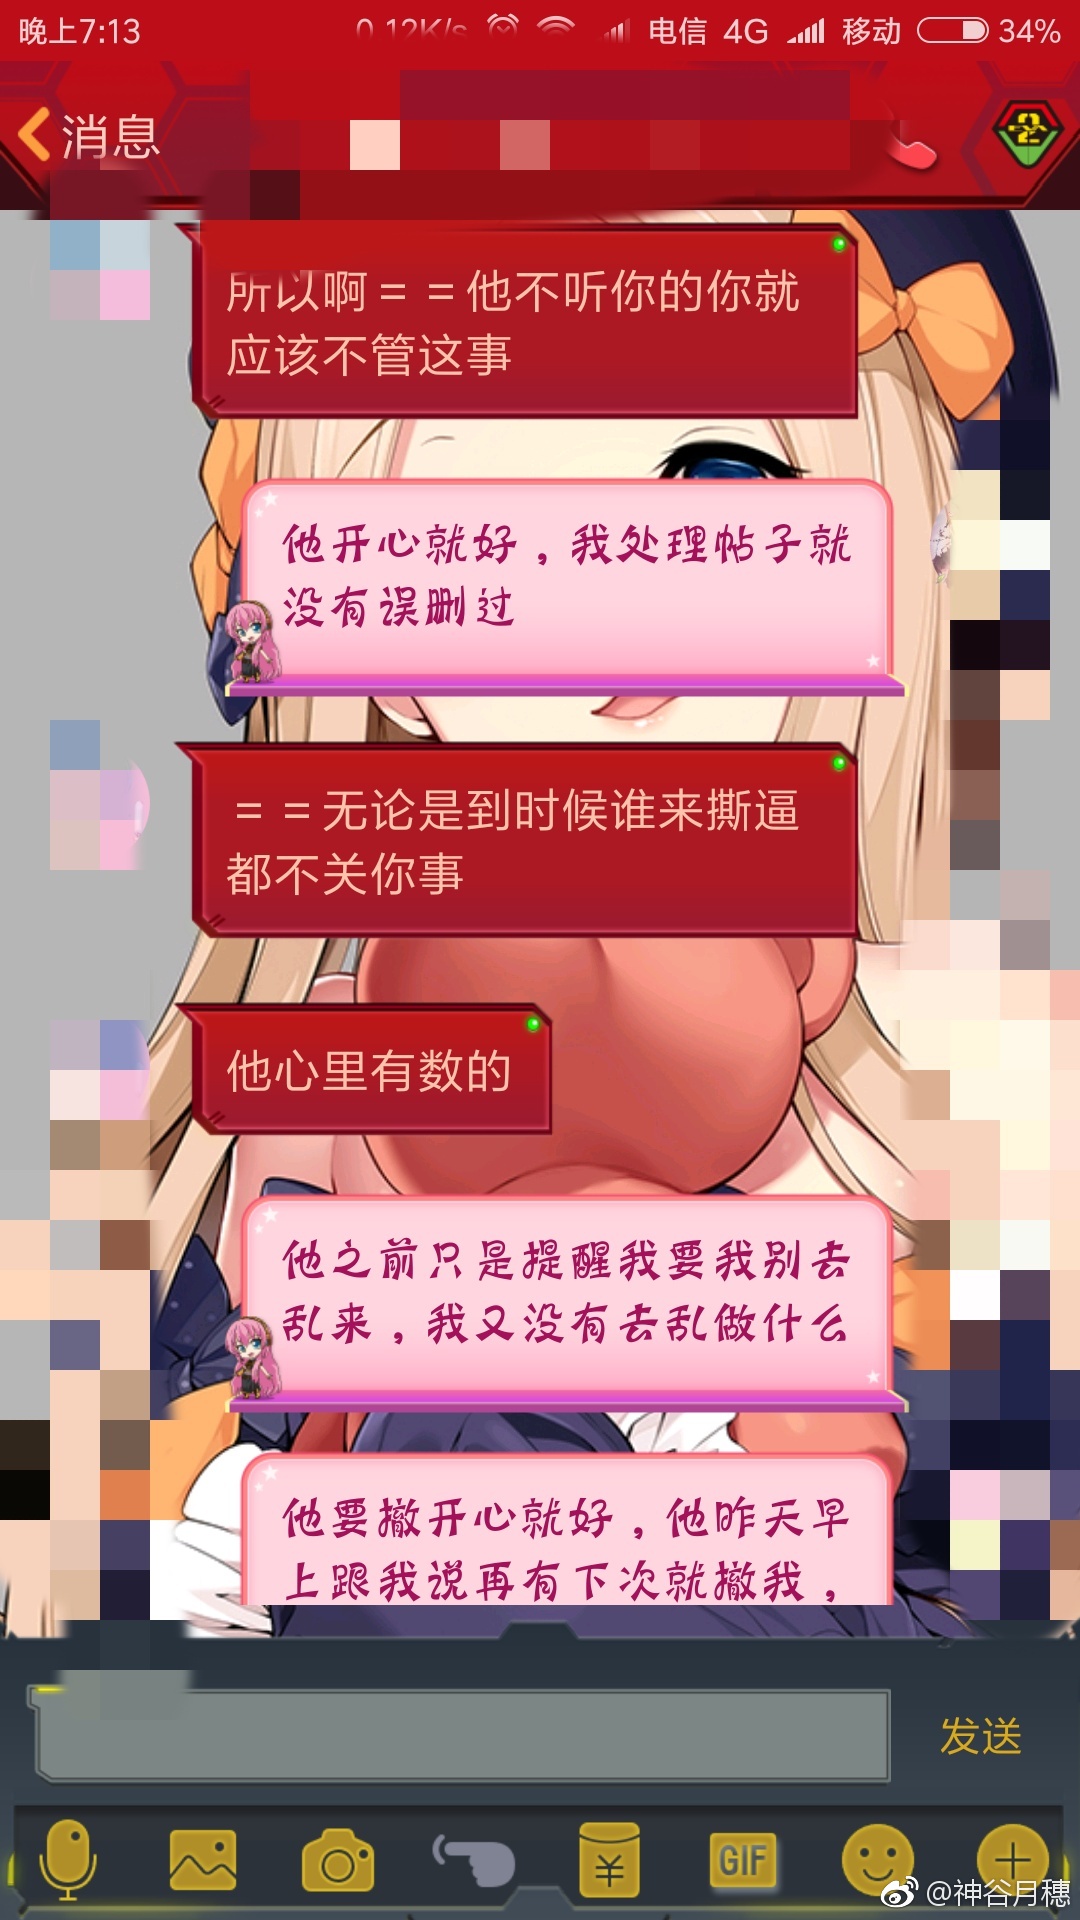 晚上7:13 0.12K/s 电信 4G 移动 34%
消息
所以啊＝＝他不听你的你就
应该不管这事
他开心就好，我处理帖子就
没有误删过
＝＝无论是到时候谁来撕逼
都不关你事
他心里有数的
他之前只是提醒我要我别去
乱来，我又没有去乱做什么
他要撤开心就好，他昨天早
上跟我说再有下次就撤我，
发送
¥ GIF
@神谷月穗